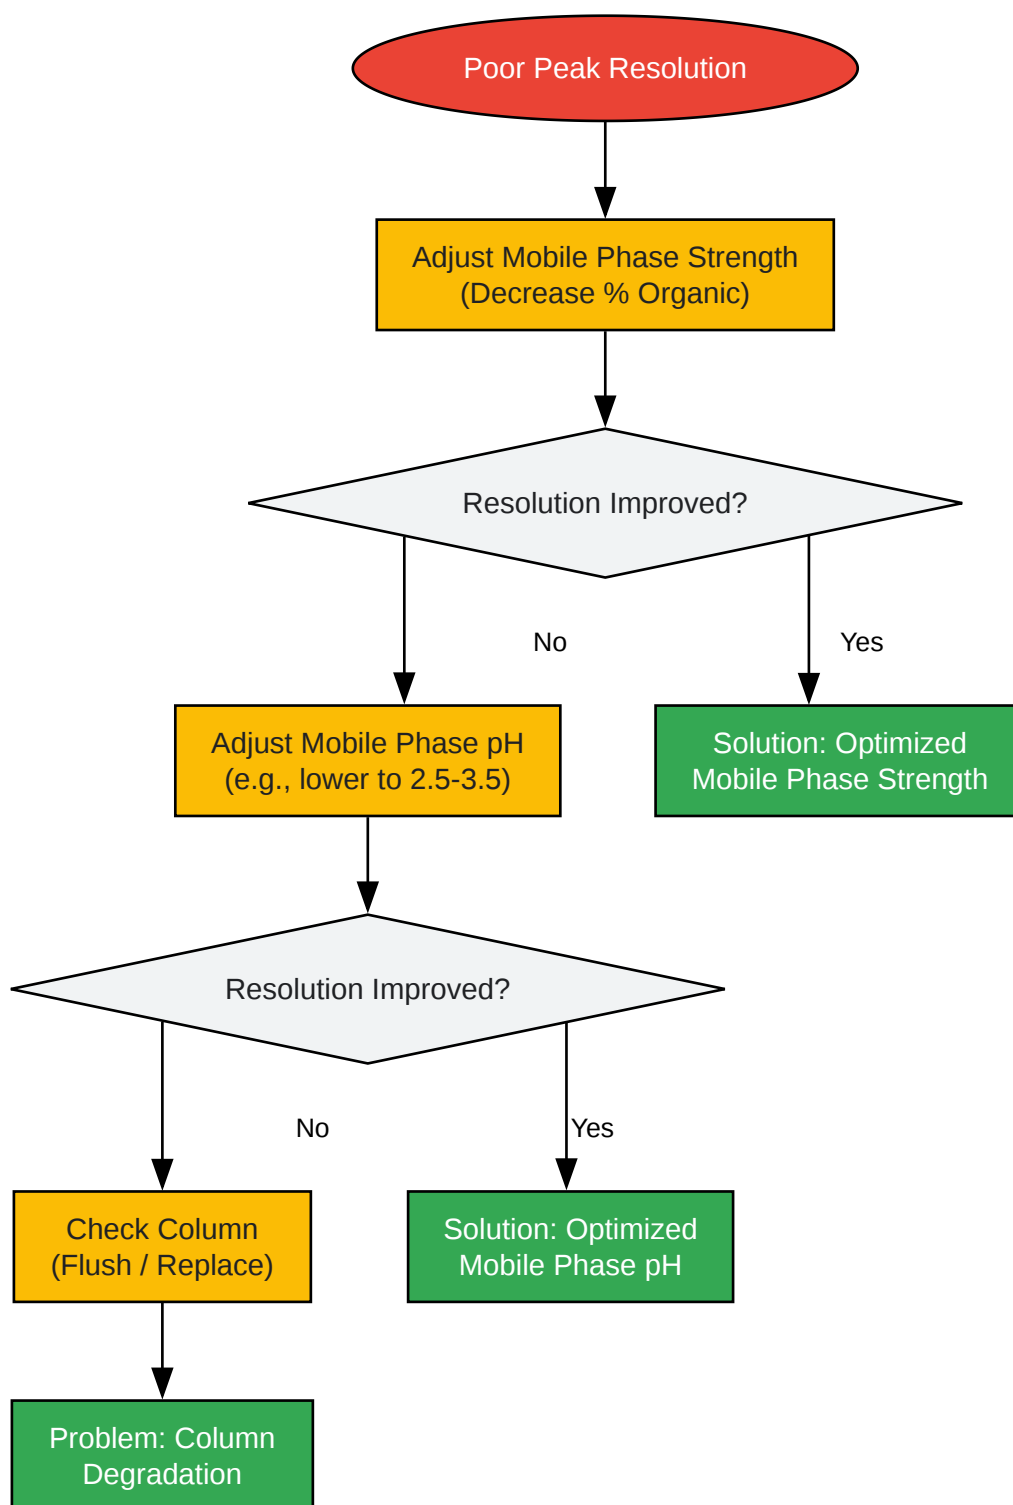 Poor Peak Resolution
Adjust Mobile Phase Strength
(Decrease % Organic)
Resolution Improved?
No
Yes
Adjust Mobile Phase pH
(e.g., lower to 2.5-3.5)
Solution: Optimized
Mobile Phase Strength
Resolution Improved?
No
Yes
Check Column
(Flush / Replace)
Solution: Optimized
Mobile Phase pH
Problem: Column
Degradation